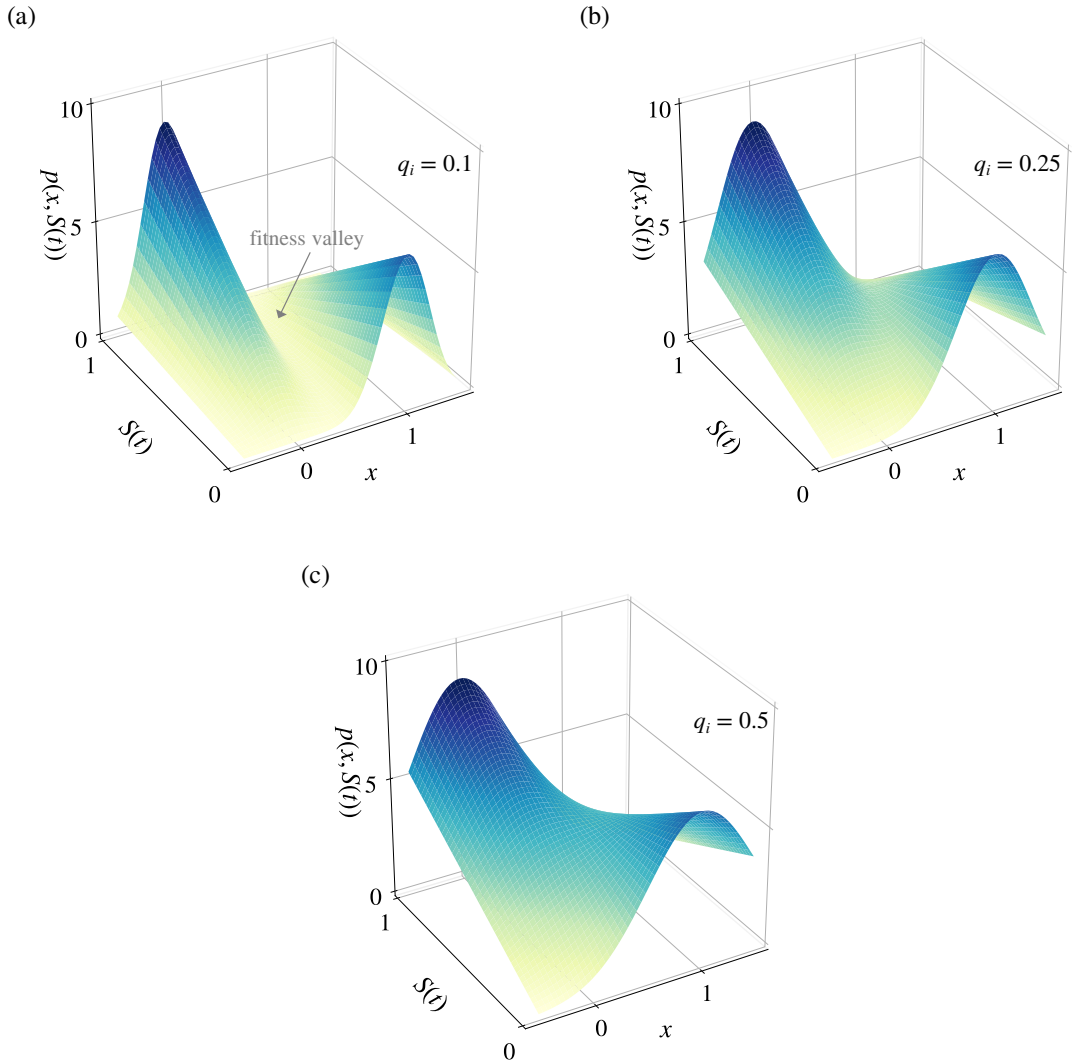 (a)
10
5
0
p(x,S(t))
1
S(t)
0
0
x
1
q_i = 0.1
fitness valley
(b)
10
5
0
p(x,S(t))
1
S(t)
0
0
x
1
q_i = 0.25
(c)
10
5
0
p(x,S(t))
1
S(t)
0
0
x
1
q_i = 0.5